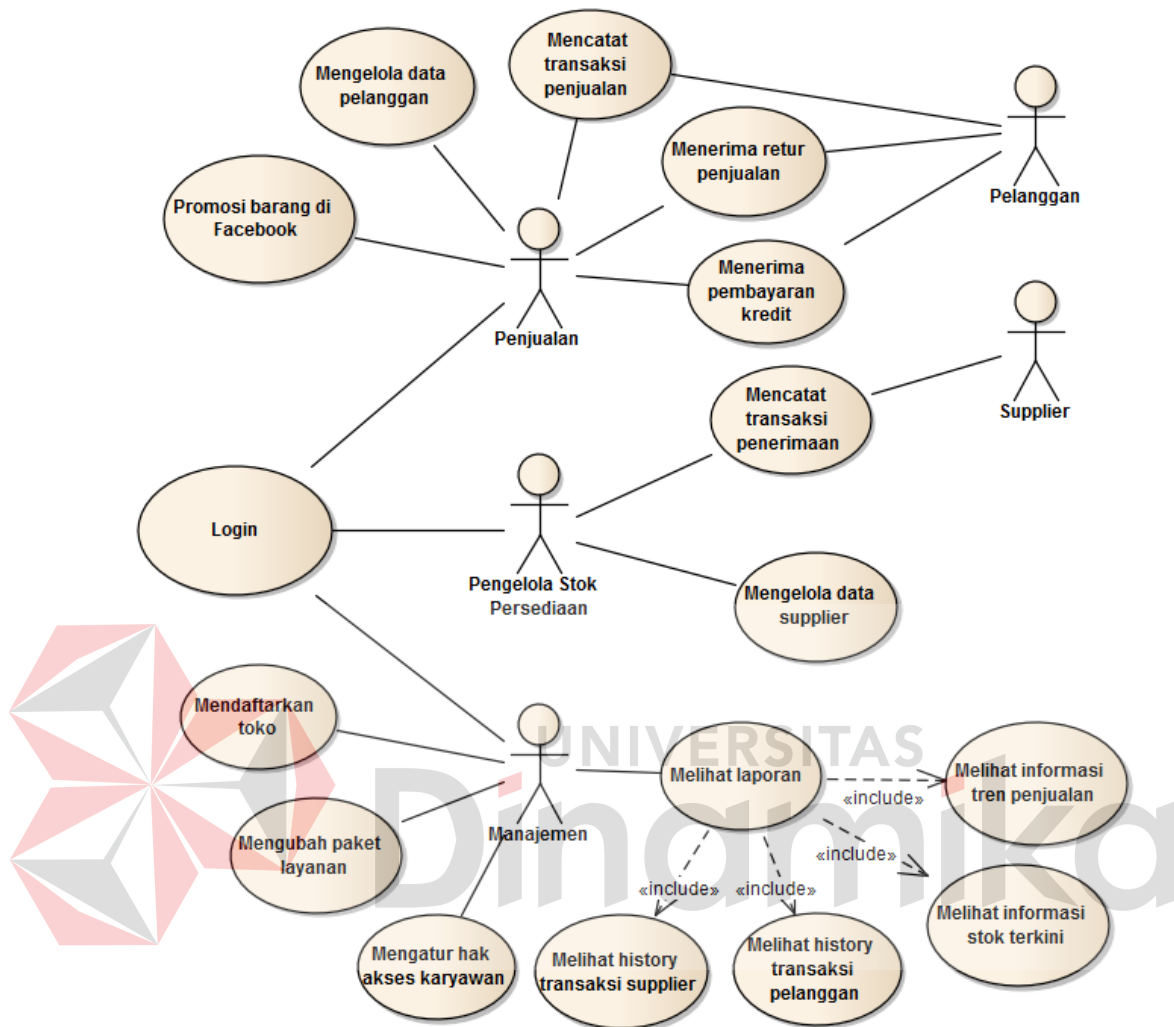 Mencatat
transaksi
penjualan
Mengelola data
pelanggan
Menerima retur
penjualan
Pelanggan
Promosi barang di
Facebook
Menerima
pembayaran
kredit
Penjualan
Mencatat
transaksi
penerimaan
Supplier
Login
Pengelola Stok
Persediaan
Mengelola data
supplier
Mendaftarkan
toko
UNIVERSITAS
Dinamika
Melihat laporan
Melihat informasi
tren penjualan
«include»
Manajemen
Mengubah paket
layanan
«include»
«include»
«include»
Melihat informasi
stok terkini
Mengatur hak
akses karyawan
Melihat history
transaksi supplier
Melihat history
transaksi
pelanggan